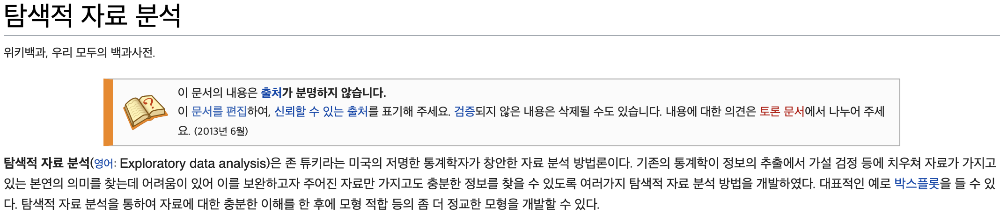 탐색적 자료 분석
위키백과, 우리 모두의 백과사전.
이 문서의 내용은 출처가 분명하지 않습니다.
이 문서를 편집하여, 신뢰할 수 있는 출처를 표기해 주세요. 검증되지 않은 내용은 삭제될 수도 있습니다. 내용에 대한 의견은 토론 문서에서 나누어 주세
요. (2013년 6월)
탐색적 자료 분석(영어: Exploratory data analysis)은 존 튜키라는 미국의 저명한 통계학자가 창안한 자료 분석 방법론이다. 기존의 통계학이 정보의 추출에서 가설 검정 등에 치우쳐 자료가 가지고
있는 본연의 의미를 찾는데 어려움이 있어 이를 보완하고자 주어진 자료만 가지고도 충분한 정보를 찾을 수 있도록 여러가지 탐색적 자료 분석 방법을 개발하였다. 대표적인 예로 박스플롯을 들 수 있
다. 탐색적 자료 분석을 통하여 자료에 대한 충분한 이해를 한 후에 모형 적합 등의 좀 더 정교한 모형을 개발할 수 있다.